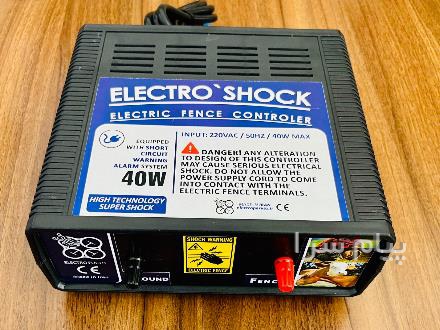 ELECTRO`SHOCK
ELECTRIC FENCE CONTROLER
INPUT: 220VAC / 50HZ / 40W MAX
EQUIPPED
WITH SHORT
CIRCUIT
WARNING
ALARM SYSTEM
40W
HIGH TECHNOLOGY
SUPER SHOCK
DANGER! ANY ALTERATION
TO DESIGN OF THIS CONTROLLER
MAY CAUSE SERIOUS ELECTRICAL
SHOCK. DO NOT ALLOW THE
POWER SUPPLY CORD TO COME
INTO CONTACT WITH THE
ELECTRIC FENCE TERMINALS.
CE
پیام سرا
SHOCK WARNING
ELECTRIC FENCE
CE
OUND
FENC